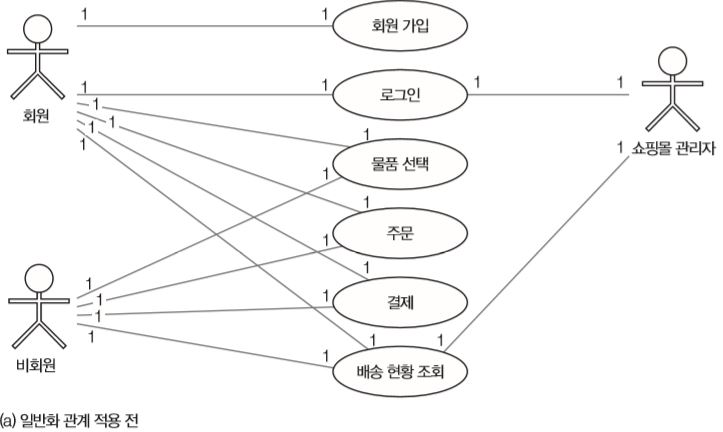 1 1 회원 가입
회원
1 1 로그인 1 1
쇼핑몰 관리자
1 1 물품 선택
1
1 1 주문
1
1 1 결제
1
1 1 1 배송 현황 조회 1
1
비회원
1
1
1
1
(a) 일반화 관계 적용 전